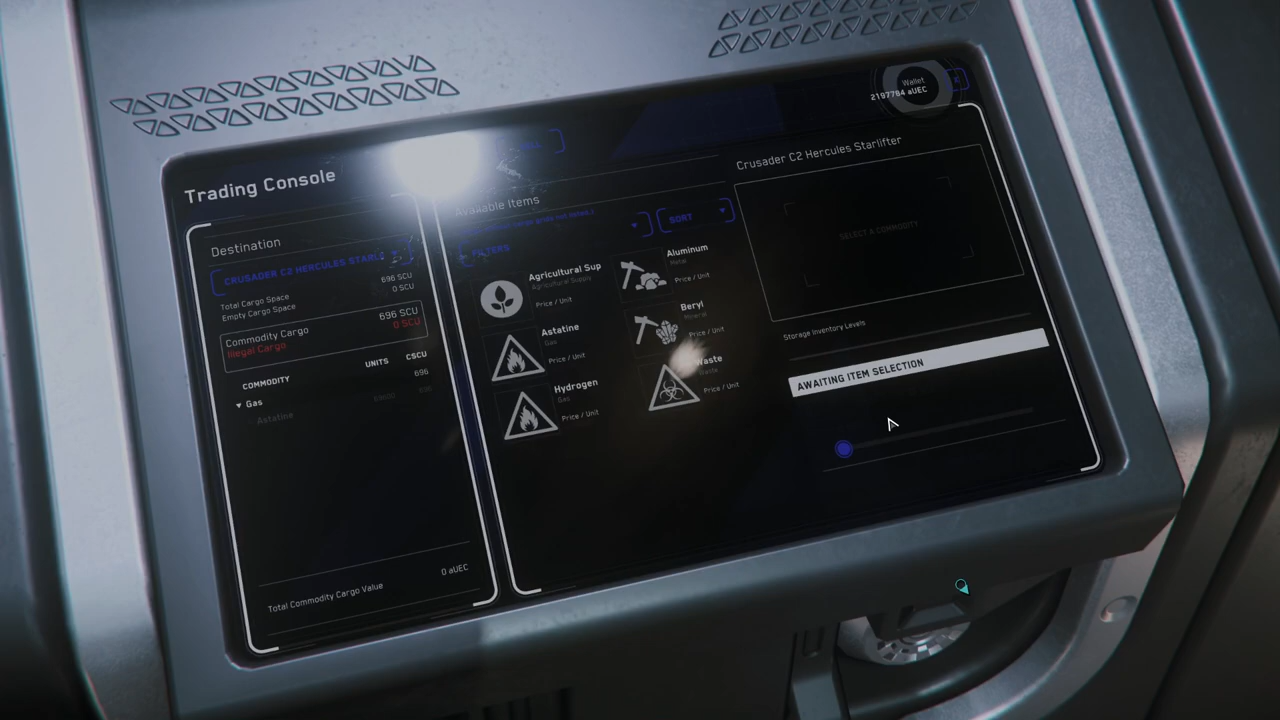 Wallet
2197784 aUEC
Trading Console
Destination
CRUSADER C2 HERCULES STARL
Total Cargo Space 696 SCU
Empty Cargo Space 0 SCU
Commodity Cargo 696 SCU
Illegal Cargo 0 SCU
COMMODITY UNITS CSCU
Gas 696
Astatine
Total Commodity Cargo Value 0 aUEC
Available Items
SORT
FILTERS
Agricultural Sup
Agricultural Supply
Price / Unit
Aluminum
Metal
Price / Unit
Astatine
Gas
Price / Unit
Beryl
Mineral
Price / Unit
Hydrogen
Gas
Price / Unit
Waste
Waste
Price / Unit
Crusader C2 Hercules Starlifter
SELECT A COMMODITY
Storage Inventory Levels
AWAITING ITEM SELECTION